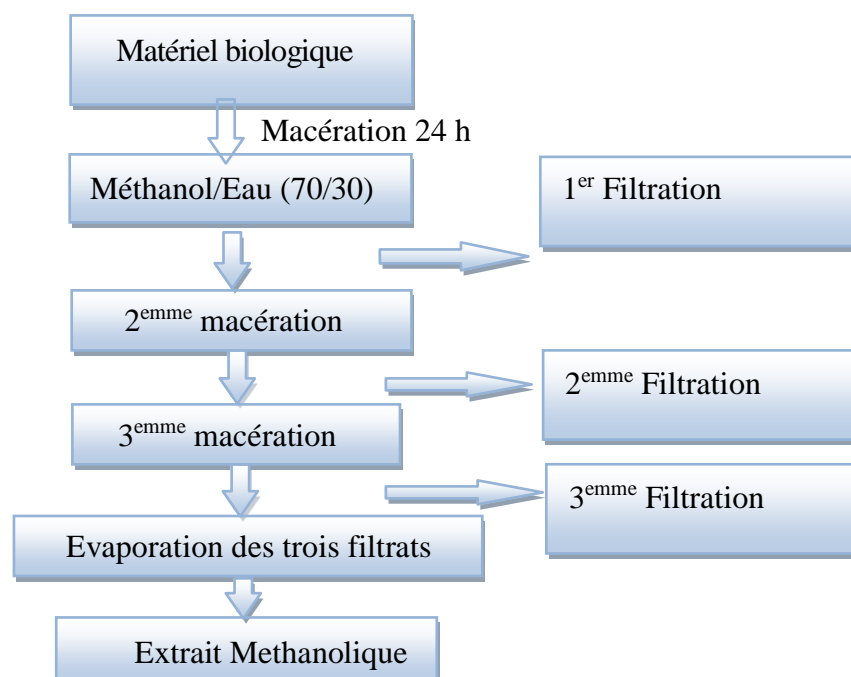 Matériel biologique
Macération 24 h
Méthanol/Eau (70/30)
1er Filtration
2emme macération
2emme Filtration
3emme macération
3emme Filtration
Evaporation des trois filtrats
Extrait Methanolique